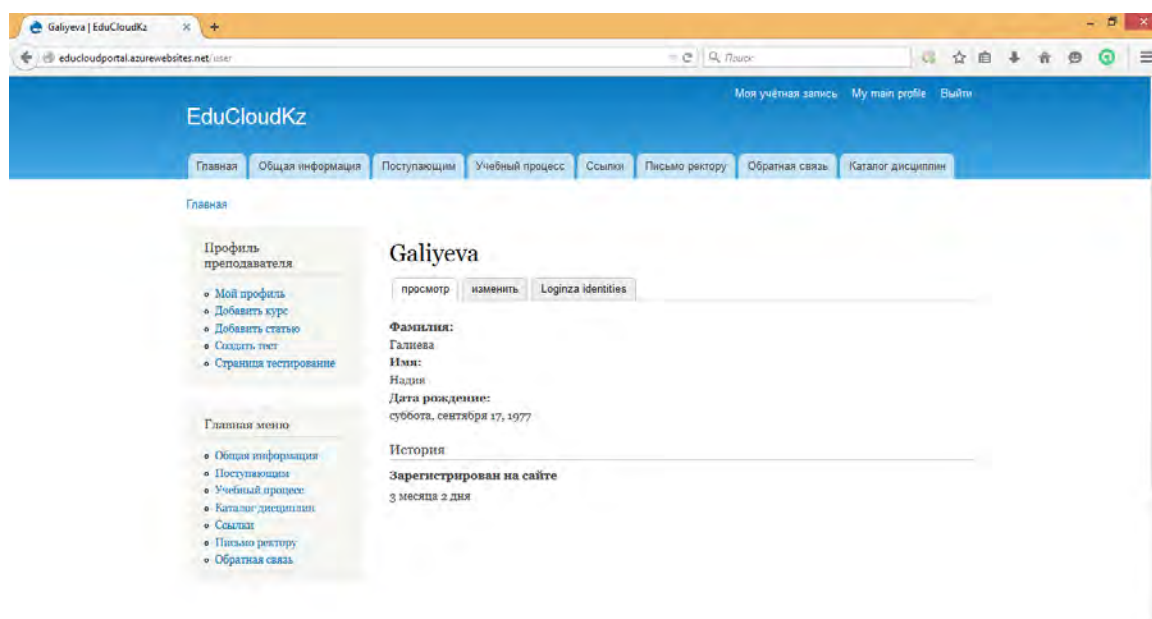 Galiyeva | EduCloudKz
educloudportal.azurewebsites.net/user
Поиск
Моя учётная запись My main profile Выйти
EduCloudKz
Главная Общая информация Поступающим Учебный процесс Ссылки Письмо ректору Обратная связь Каталог дисциплин
Главная
Профиль
преподавателя
Мой профиль
Добавить курс
Добавить статью
Создать тест
Страница тестирование
Главная меню
Общая информация
Поступающим
Учебный процесс
Каталог дисциплин
Ссылки
Письмо ректору
Обратная связь
Galiyeva
просмотр изменить Loginza identities
Фамилия:
Галиева
Имя:
Надия
Дата рождение:
суббота, сентября 17, 1977
История
Зарегистрирован на сайте
3 месяца 2 дня